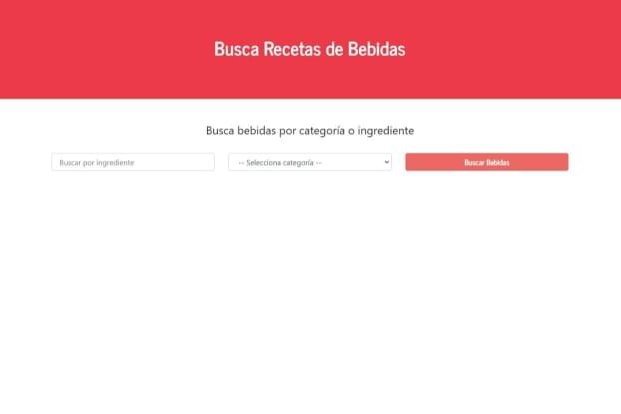 Busca Recetas de Bebidas
Busca bebidas por categoría o ingrediente
Buscar por ingrediente
-- Selecciona categoría --
Buscar Bebidas